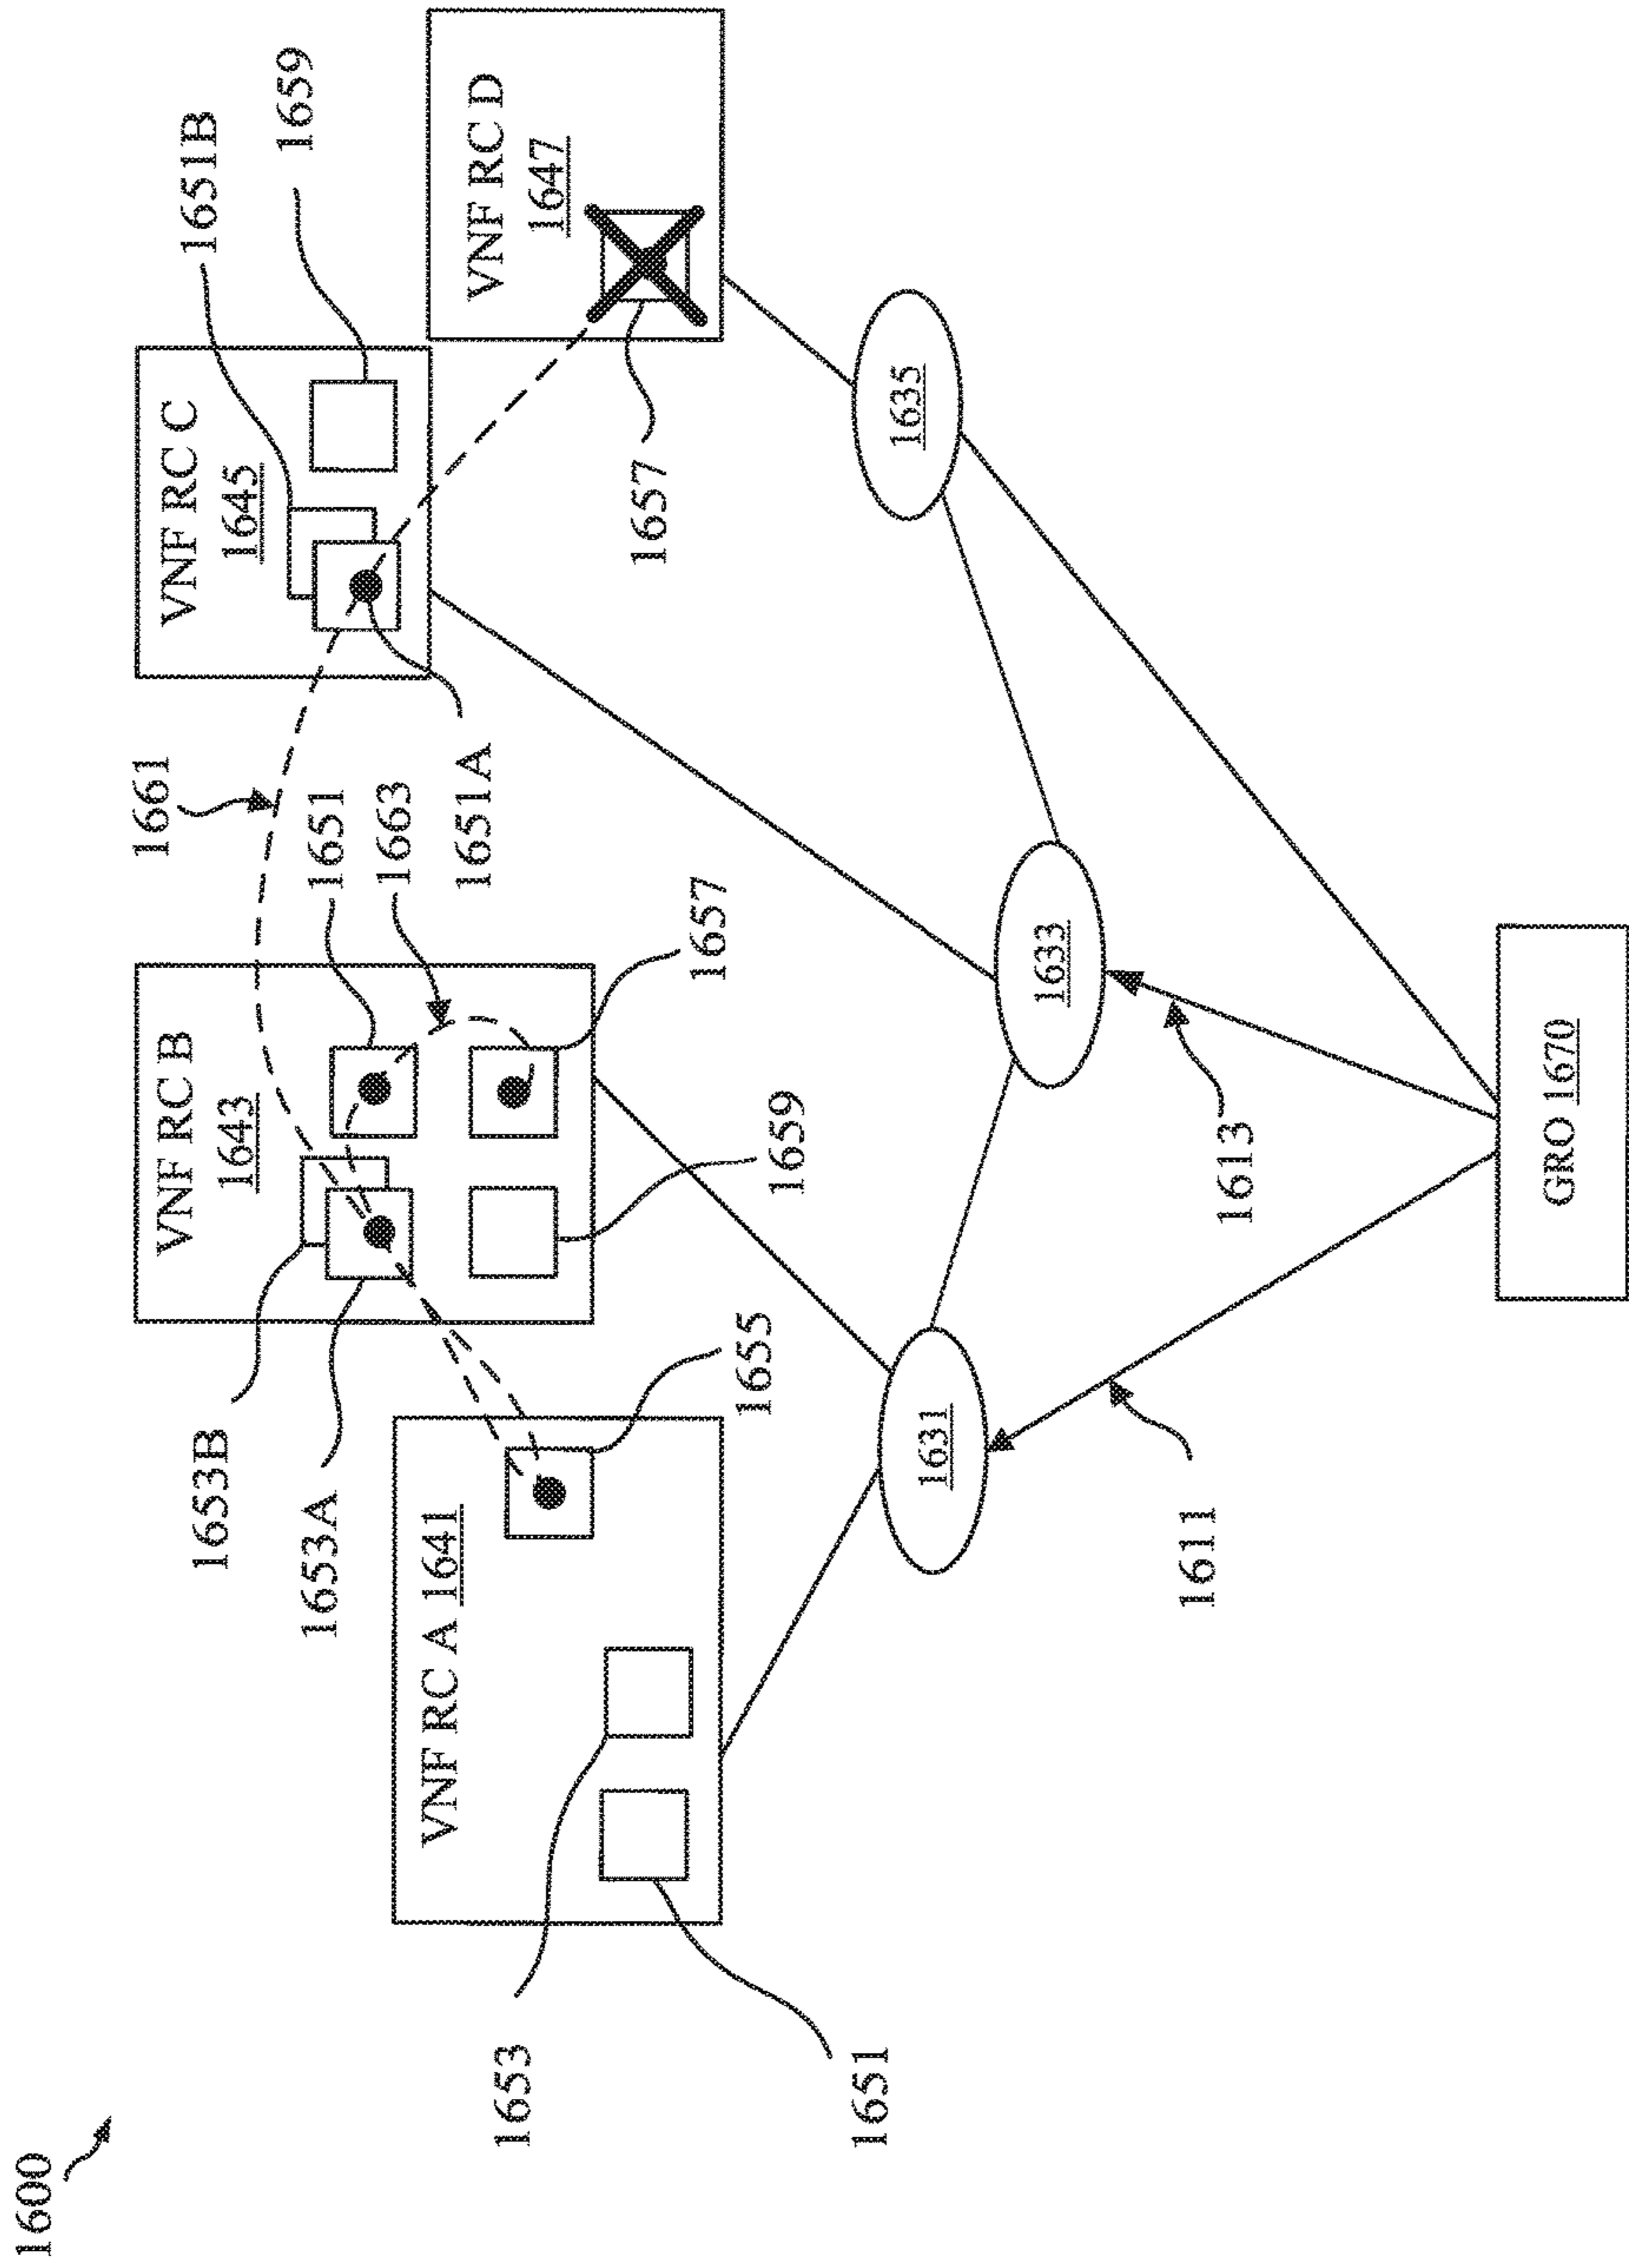 1600
VNF RC A 1641
1653
1651
1655
VNF RC B
1643
1653B
1653A
1651
1663
1657
1659
1661
VNF RC C
1645
1651B
1659
1651A
VNF RC D
1647
1657
1631
1633
1635
1611
1613
GRO 1670